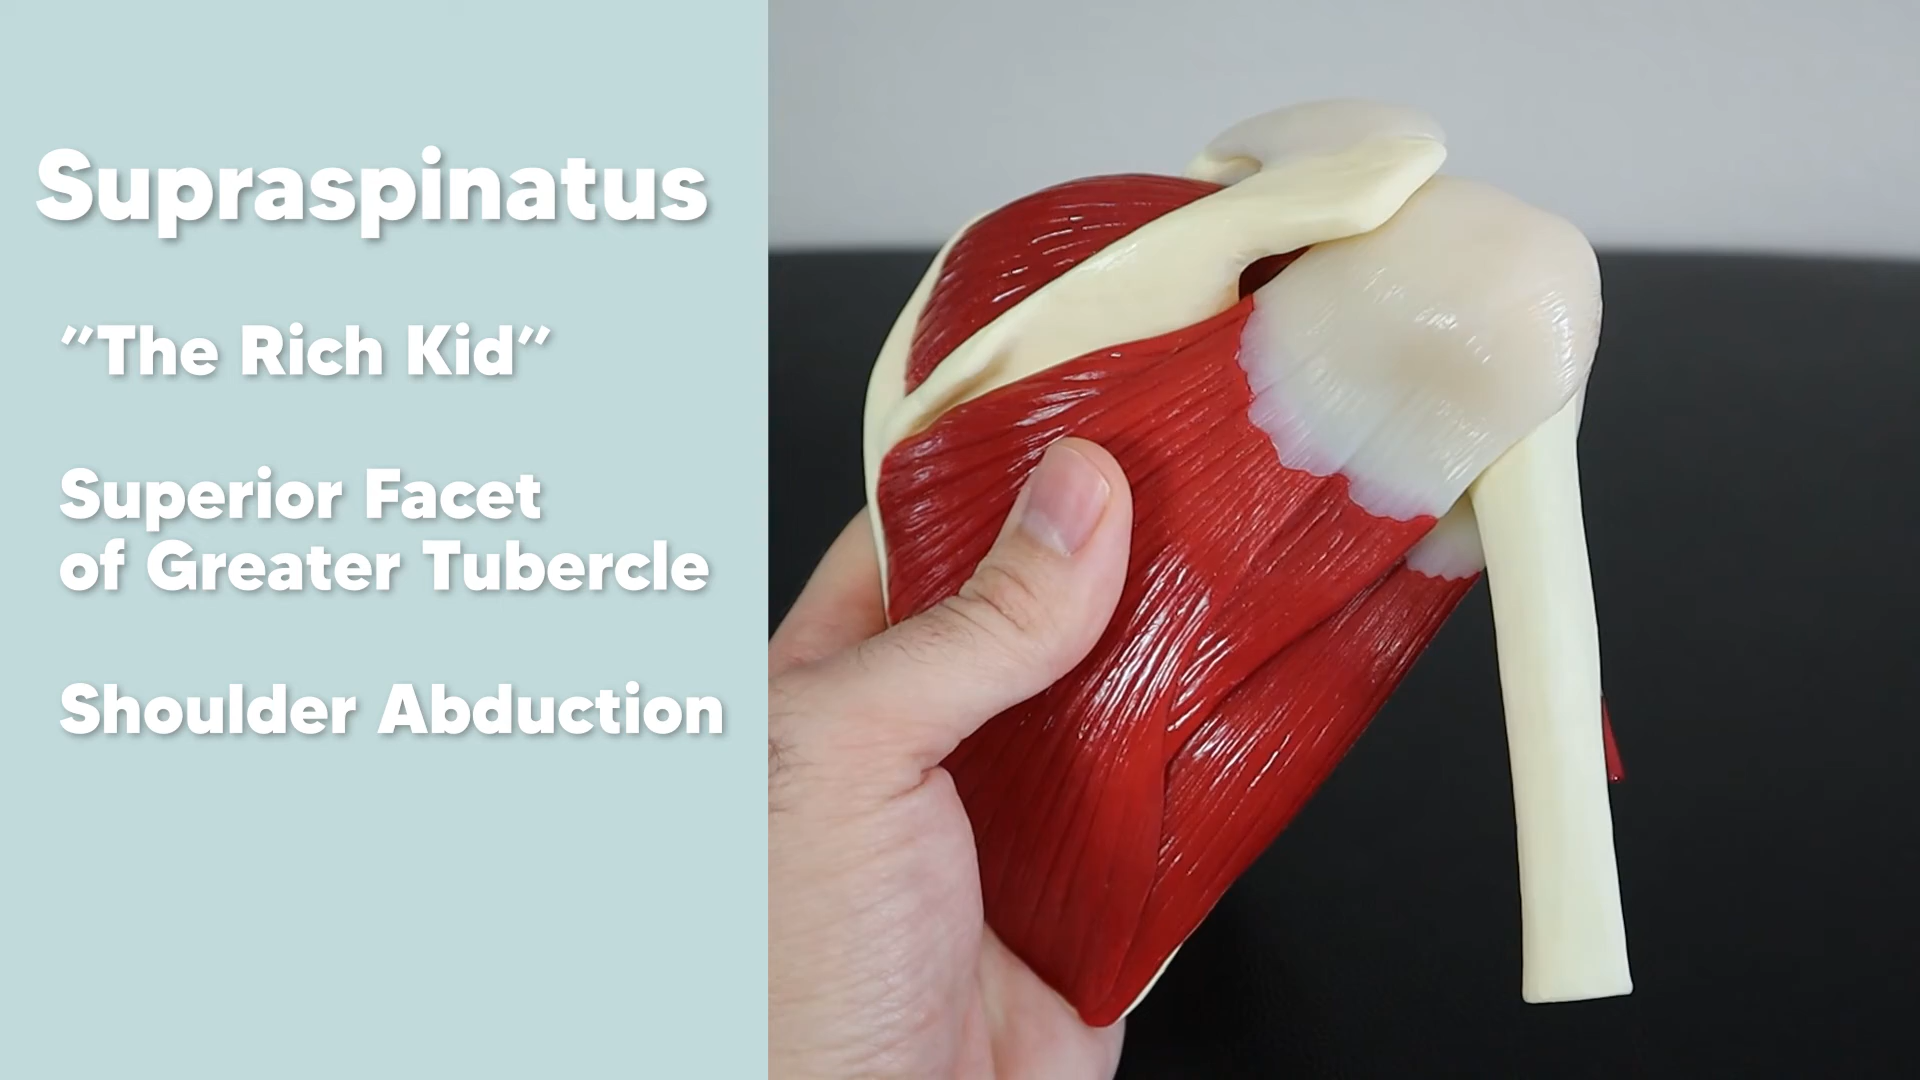 Supraspinatus
"The Rich Kid"
Superior Facet
of Greater Tubercle
Shoulder Abduction